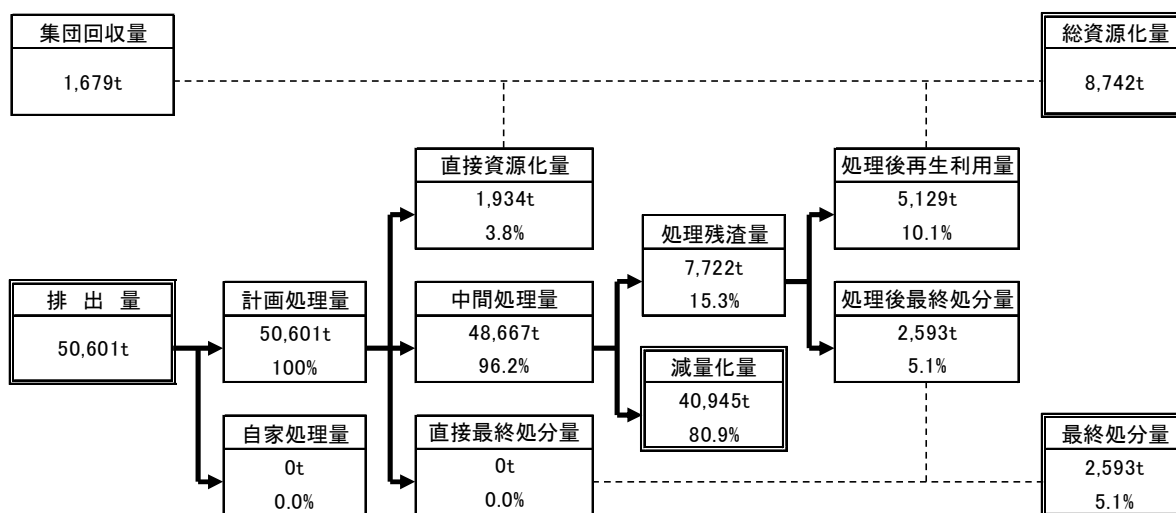 集団回収量
1,679t
総資源化量
8,742t
直接資源化量
1,934t
3.8%
処理後再生利用量
5,129t
10.1%
処理残渣量
7,722t
15.3%
排 出 量
50,601t
計画処理量
50,601t
100%
中間処理量
48,667t
96.2%
処理後最終処分量
2,593t
5.1%
減量化量
40,945t
80.9%
自家処理量
0t
0.0%
直接最終処分量
0t
0.0%
最終処分量
2,593t
5.1%